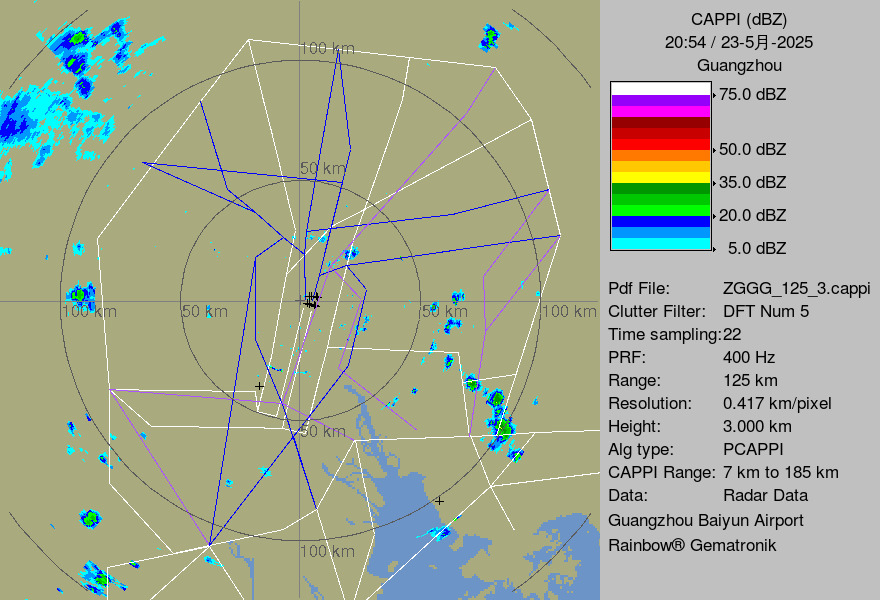 100 km
50 km
100 km
50 km
50 km
100 km
50 km
100 km
CAPPI (dBZ)
20:54 / 23-5月-2025
Guangzhou
75.0 dBZ
50.0 dBZ
35.0 dBZ
20.0 dBZ
5.0 dBZ
Pdf File: ZGGG_125_3.cappi
Clutter Filter: DFT Num 5
Time sampling:22
PRF: 400 Hz
Range: 125 km
Resolution: 0.417 km/pixel
Height: 3.000 km
Alg type: PCAPPI
CAPPI Range: 7 km to 185 km
Data: Radar Data
Guangzhou Baiyun Airport
Rainbow® Gematronik